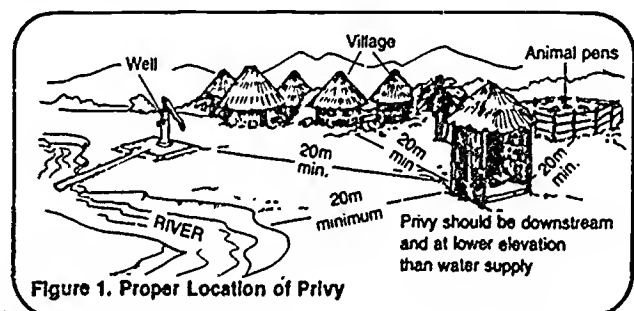 Village
Well
Animal pens
20m
min.
20m
min.
20m
min.
20m
minimum
RIVER
Privy should be downstream
and at lower elevation
than water supply
Figure 1. Proper Location of Privy